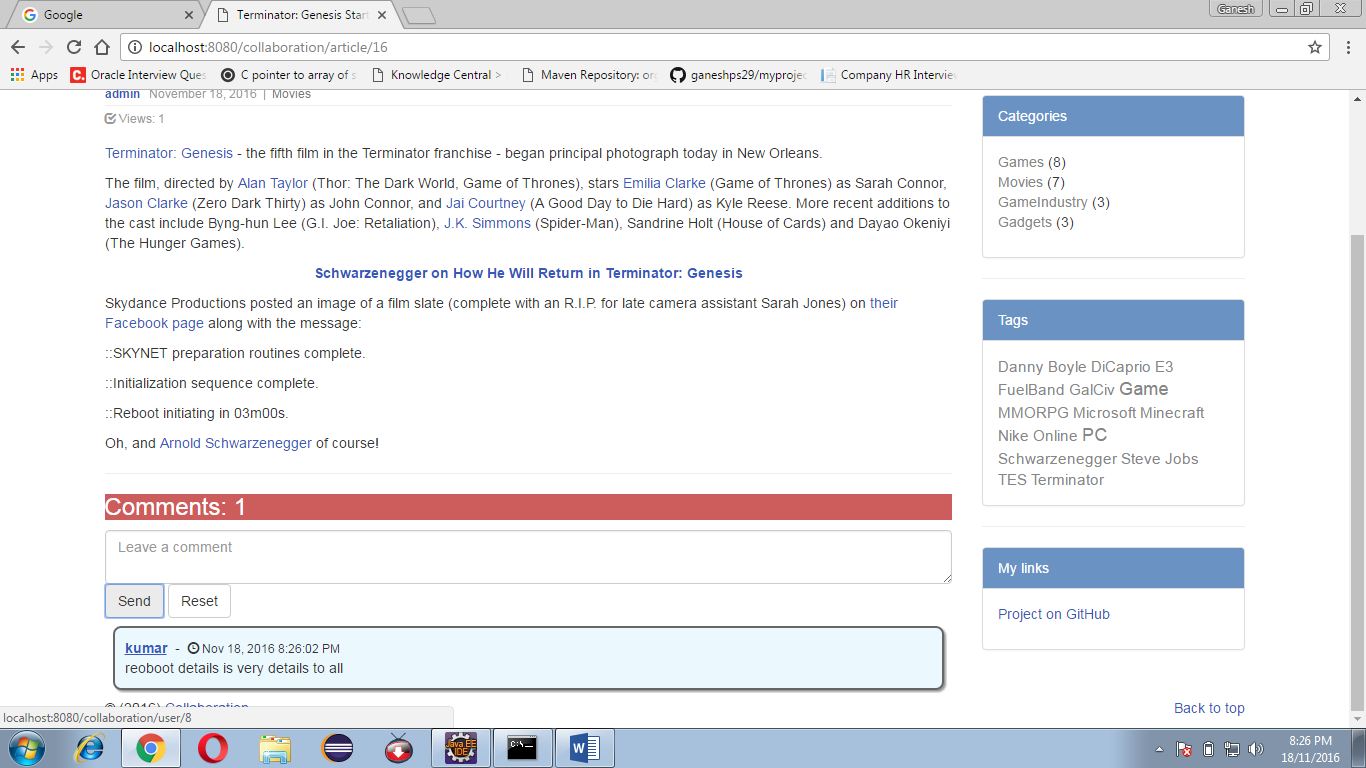 Google
Terminator: Genesis Start
Ganesh
localhost:8080/collaboration/article/16
Apps
Oracle Interview Ques
C pointer to array of s
Knowledge Central >
Maven Repository: org
ganeshps29/myprojec
Company HR Interview
admin November 18, 2016 | Movies
Views: 1
Terminator: Genesis - the fifth film in the Terminator franchise - began principal photograph today in New Orleans.
The film, directed by Alan Taylor (Thor: The Dark World, Game of Thrones), stars Emilia Clarke (Game of Thrones) as Sarah Connor,
Jason Clarke (Zero Dark Thirty) as John Connor, and Jai Courtney (A Good Day to Die Hard) as Kyle Reese. More recent additions to
the cast include Byng-hun Lee (G.I. Joe: Retaliation), J.K. Simmons (Spider-Man), Sandrine Holt (House of Cards) and Dayao Okeniyi
(The Hunger Games).
Schwarzenegger on How He Will Return in Terminator: Genesis
Skydance Productions posted an image of a film slate (complete with an R.I.P. for late camera assistant Sarah Jones) on their
Facebook page along with the message:
::SKYNET preparation routines complete.
::Initialization sequence complete.
::Reboot initiating in 03m00s.
Oh, and Arnold Schwarzenegger of course!
Comments: 1
Leave a comment
Send
Reset
kumar - Nov 18, 2016 8:26:02 PM
reoboot details is very details to all
© (2016) Collaboration
Categories
Games (8)
Movies (7)
GameIndustry (3)
Gadgets (3)
Tags
Danny Boyle DiCaprio E3
FuelBand GalCiv Game
MMORPG Microsoft Minecraft
Nike Online PC
Schwarzenegger Steve Jobs
TES Terminator
My links
Project on GitHub
Back to top
localhost:8080/collaboration/user/8
Java EE
IDE
C:\
8:26 PM
18/11/2016